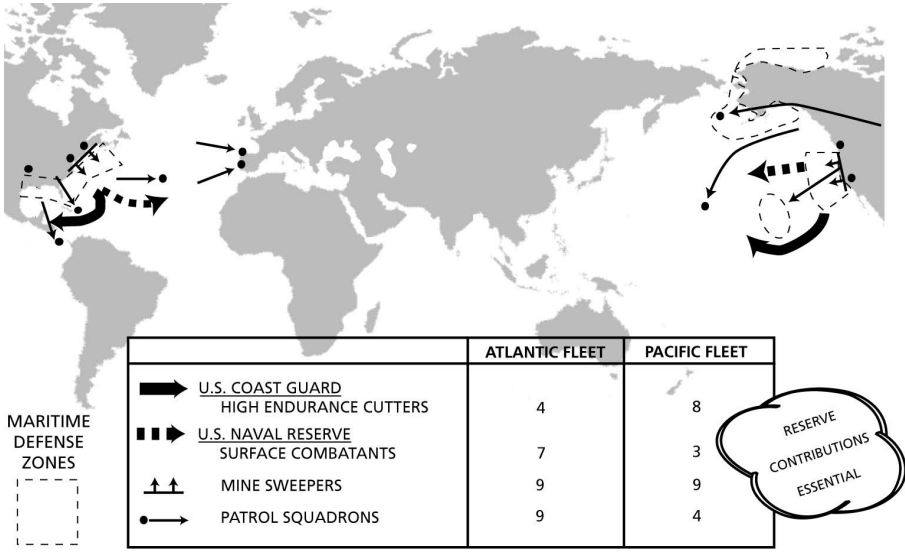 ATLANTIC FLEET PACIFIC FLEET
U.S. COAST GUARD
HIGH ENDURANCE CUTTERS 4 8
U.S. NAVAL RESERVE
SURFACE COMBATANTS 7 3
MINE SWEEPERS 9 9
PATROL SQUADRONS 9 4
MARITIME
DEFENSE
ZONES
RESERVE
CONTRIBUTIONS
ESSENTIAL